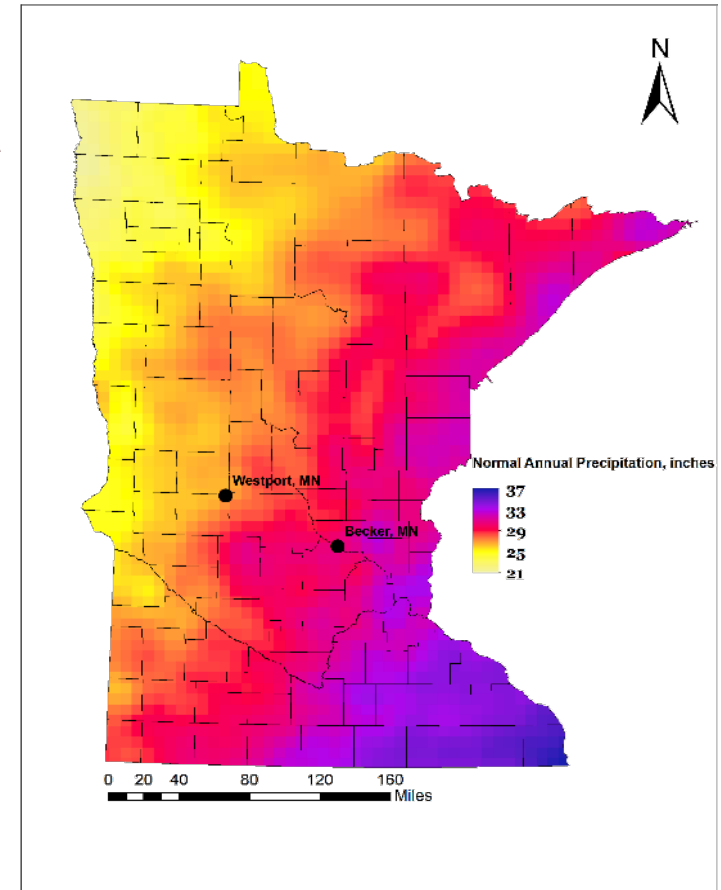 N
Westport, MN
Normal Annual Precipitation, inches
37
33
29
25
21
Becker, MN
0 20 40 80 120 160
Miles